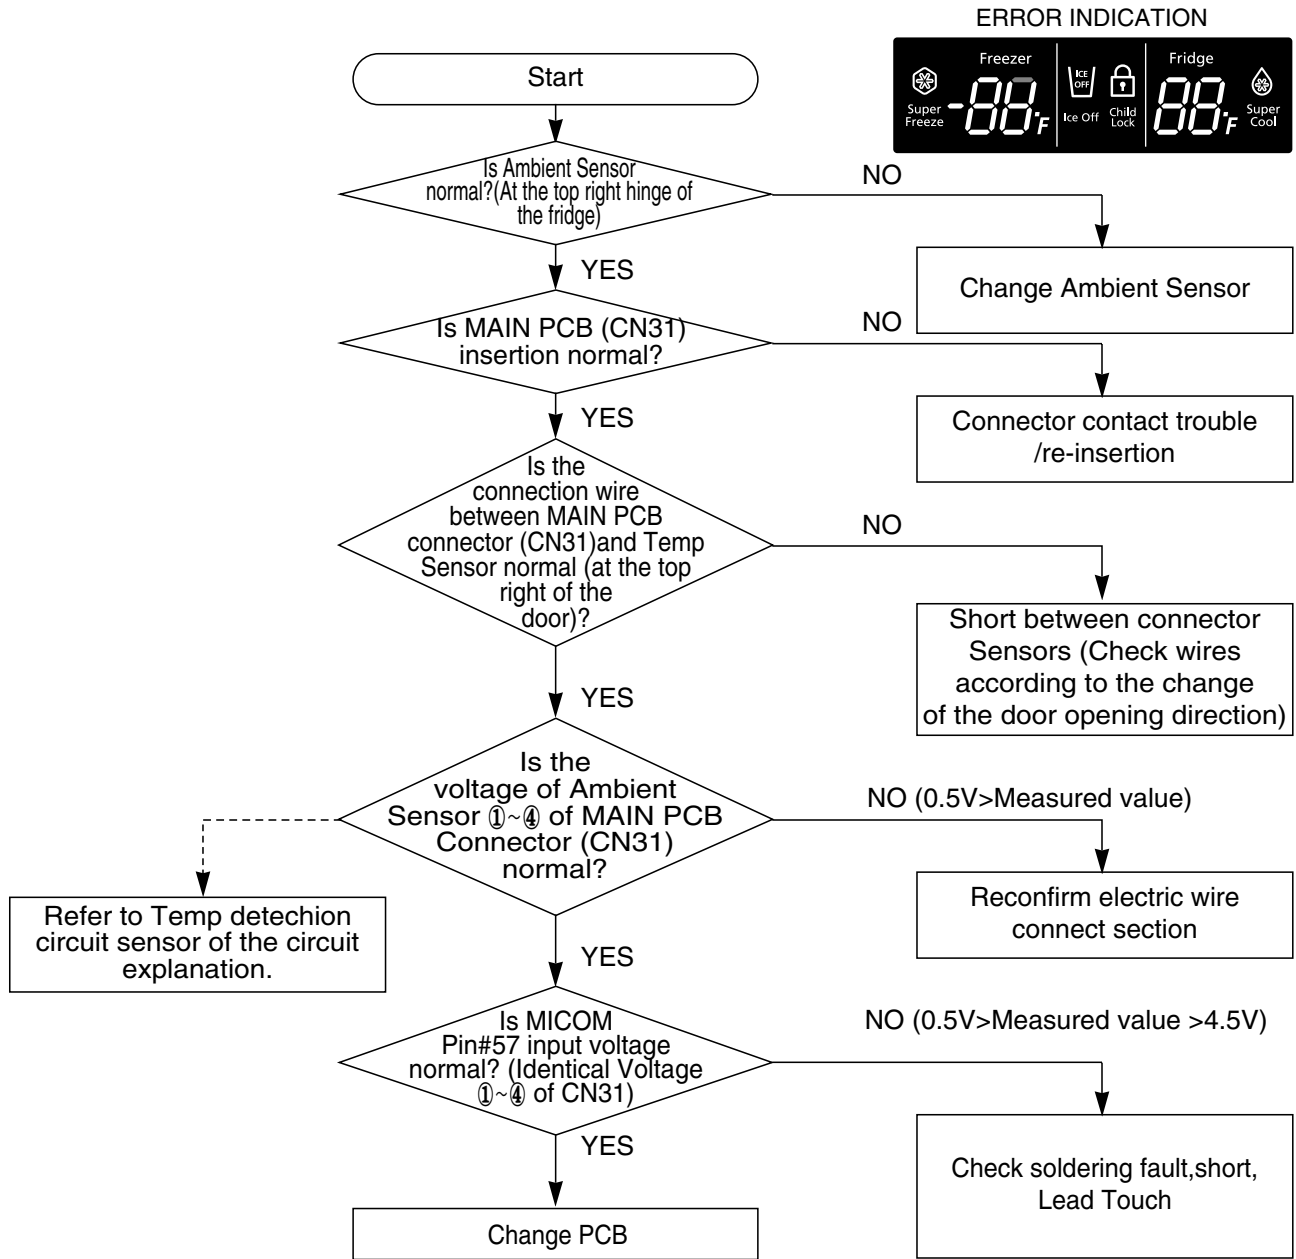 ERROR INDICATION
Freezer
Fridge
ICE
OFF
Super
Freeze
-88°F
Ice Off
Child
Lock
88°F
Super
Cool
Start
Is Ambient Sensor
normal?(At the top right hinge of
the fridge)
NO
Change Ambient Sensor
YES
Is MAIN PCB (CN31)
insertion normal?
NO
Connector contact trouble
/re-insertion
YES
Is the
connection wire
between MAIN PCB
connector (CN31)and Temp
Sensor normal (at the top
right of the
door)?
NO
Short between connector
Sensors (Check wires
according to the change
of the door opening direction)
YES
Is the
voltage of Ambient
Sensor ①~④ of MAIN PCB
Connector (CN31)
normal?
NO (0.5V>Measured value)
Reconfirm electric wire
connect section
Refer to Temp detechion
circuit sensor of the circuit
explanation.
YES
Is MICOM
Pin#57 input voltage
normal? (Identical Voltage
①~④ of CN31)
NO (0.5V>Measured value >4.5V)
Check soldering fault,short,
Lead Touch
YES
Change PCB